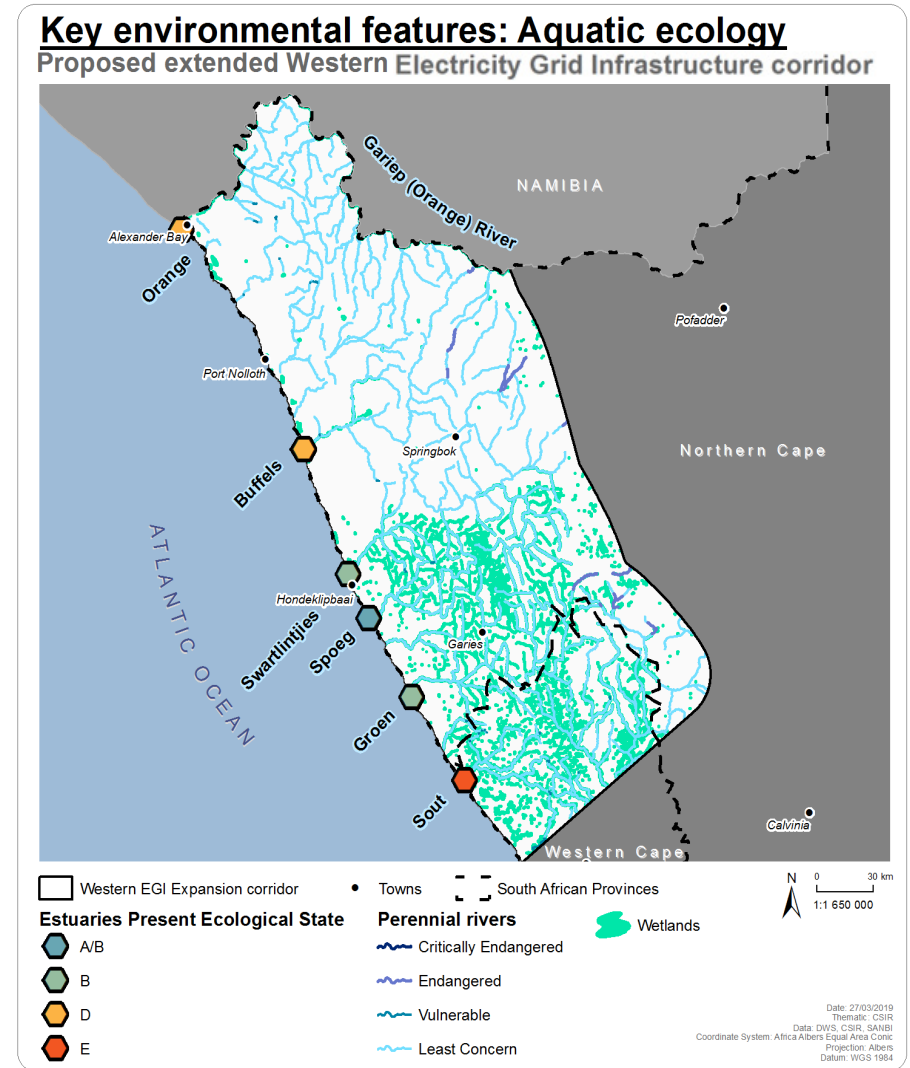 Key environmental features: Aquatic ecology
Proposed extended Western Electricity Grid Infrastructure corridor
Gariep (Orange) River
NAMIBIA
Alexander Bay
Orange
Pofadder
Port Nolloth
Springbok
Northern Cape
Buffels
ATLANTIC OCEAN
Hondeklipbaai
Swartlintjies
Spoeg
Garies
Groen
Sout
Calvinia
Western Cape
Western EGI Expansion corridor
Towns
South African Provinces
N
0 30 km
1:1 650 000
Estuaries Present Ecological State
A/B
B
D
E
Perennial rivers
Critically Endangered
Endangered
Vulnerable
Least Concern
Wetlands
Date: 27/03/2019
Thematic: CSIR
Data: DWS, CSIR, SANBI
Coordinate System: Africa Albers Equal Area Conic
Projection: Albers
Datum: WGS 1984